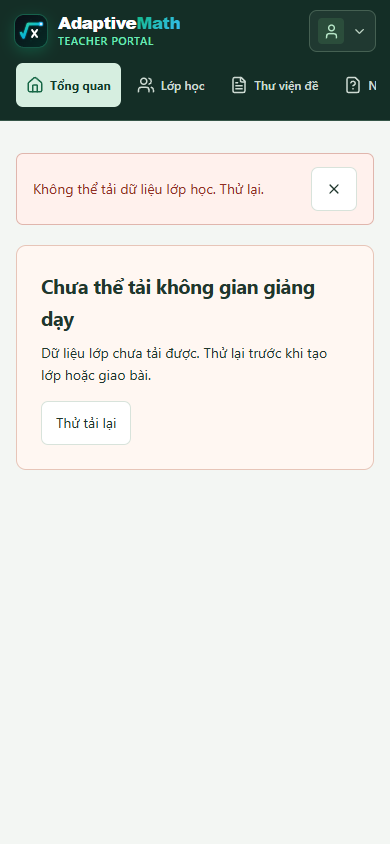 AdaptiveMath
TEACHER PORTAL
Tổng quan
Lớp học
Thư viện đề
N
Không thể tải dữ liệu lớp học. Thử lại.
Chưa thể tải không gian giảng
dạy
Dữ liệu lớp chưa tải được. Thử lại trước khi tạo
lớp hoặc giao bài.
Thử tải lại